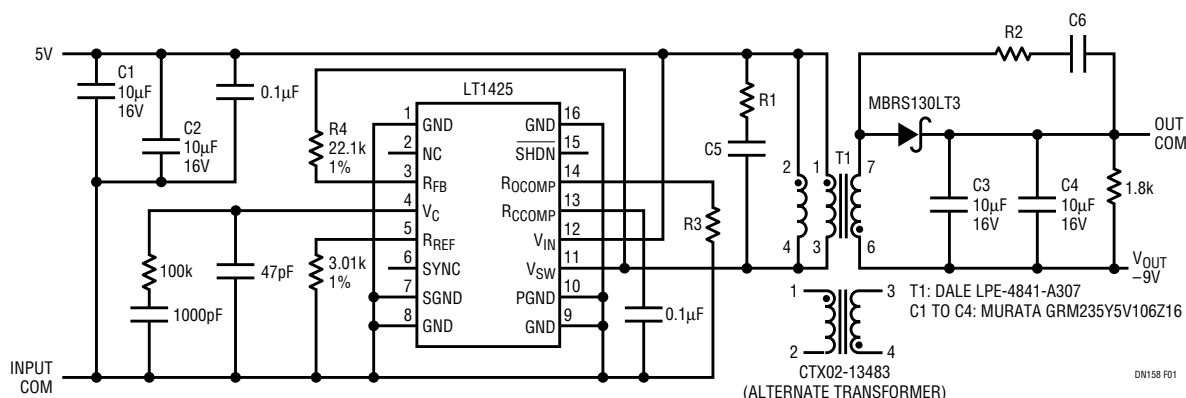 5V
C1
10µF
16V
C2
10µF
16V
0.1µF
R4
22.1k
1%
LT1425
1
GND
2
NC
3
RFB
4
VC
5
RREF
6
SYNC
7
SGND
8
GND
16
GND
15
SHDN
14
ROCOMP
13
RCCOMP
12
VIN
11
VSW
10
PGND
9
GND
100k
1000pF
47pF
3.01k
1%
INPUT
COM
R3
0.1µF
R1
C5
2
4
1
3
T1
7
6
R2
C6
MBRS130LT3
C3
10µF
16V
C4
10µF
16V
1.8k
OUT
COM
VOUT
–9V
T1: DALE LPE-4841-A307
C1 TO C4: MURATA GRM235Y5V106Z16
1
2
3
4
CTX02-13483
(ALTERNATE TRANSFORMER)
DN158 F01